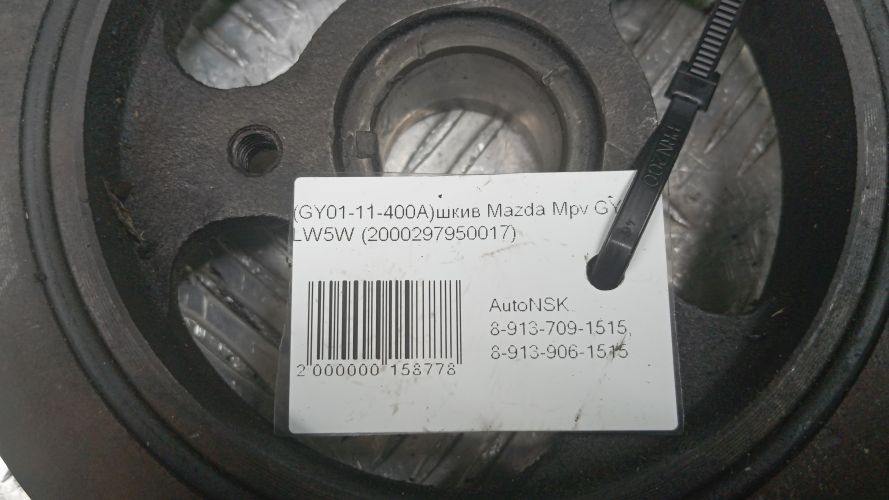 (GY01-11-400A)шкив Mazda Mpv GY
LW5W (2000297950017)
AutoNSK.
8-913-709-1515,
8-913-906-1515
2 000000 158778